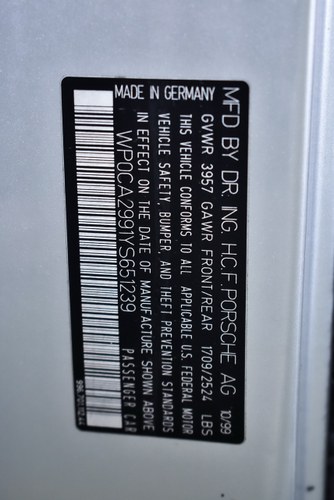 MFD BY DR. ING. H.C.F. PORSCHE AG 10/99
GVWR 3957 GAWR FRONT/REAR 1709/2524 LBS
THIS VEHICLE CONFORMS TO ALL APPLICABLE U.S. FEDERAL MOTOR
VEHICLE SAFETY, BUMPER, AND THEFT PREVENTION STANDARDS
IN EFFECT ON THE DATE OF MANUFACTURE SHOWN ABOVE
WP0CA2991YS651239 PASSENGER CAR
MADE IN GERMANY